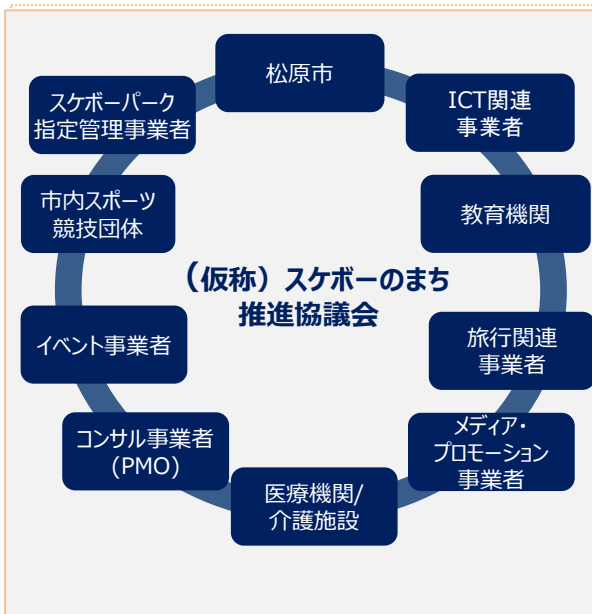 松原市
スケボーパーク
指定管理事業者
ICT関連
事業者
市内スポーツ
競技団体
教育機関
（仮称）スケボーのまち
推進協議会
イベント事業者
旅行関連
事業者
コンサル事業者
(PMO)
メディア・
プロモーション
事業者
医療機関/
介護施設